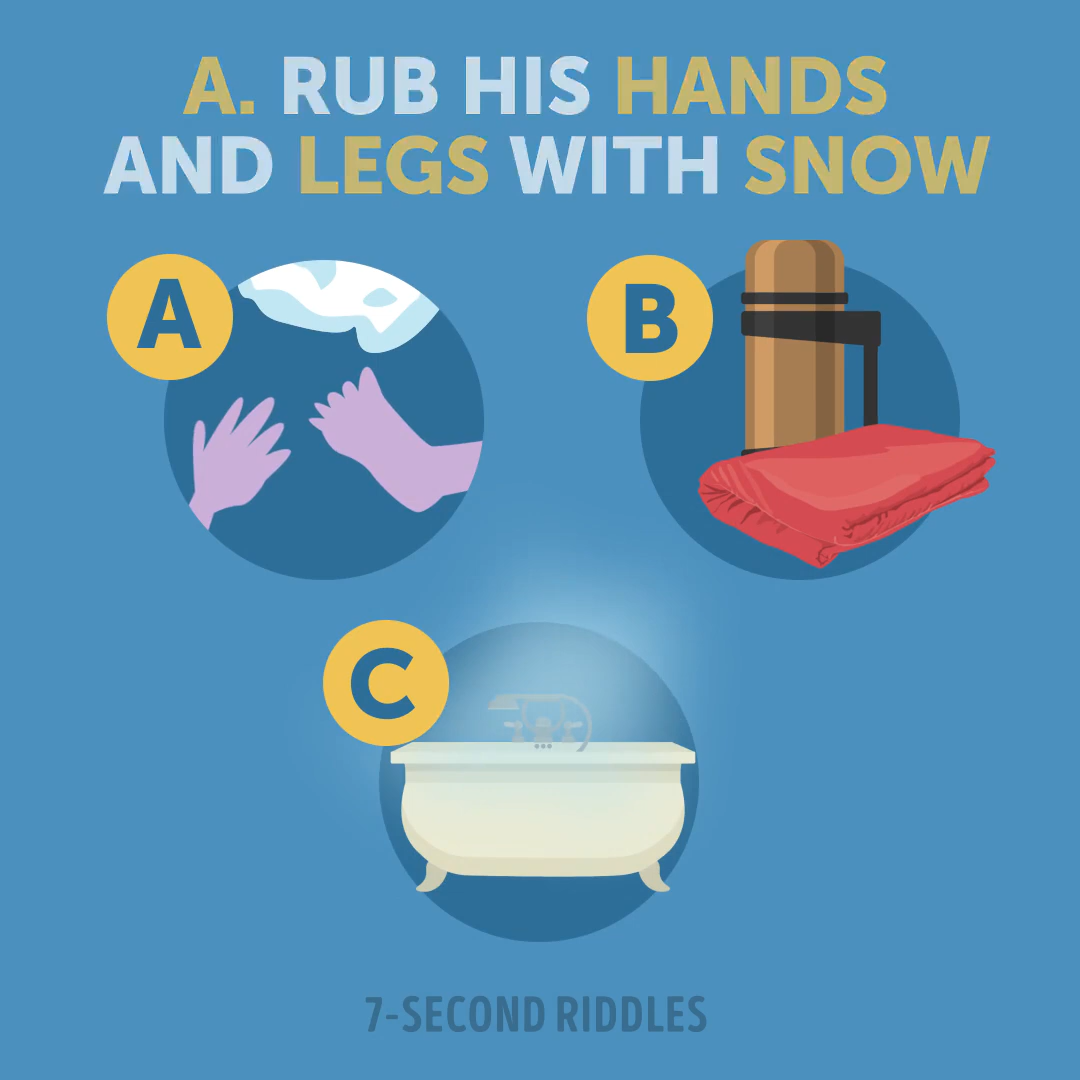 A. RUB HIS HANDS
AND LEGS WITH SNOW
A
B
C
7-SECOND RIDDLES